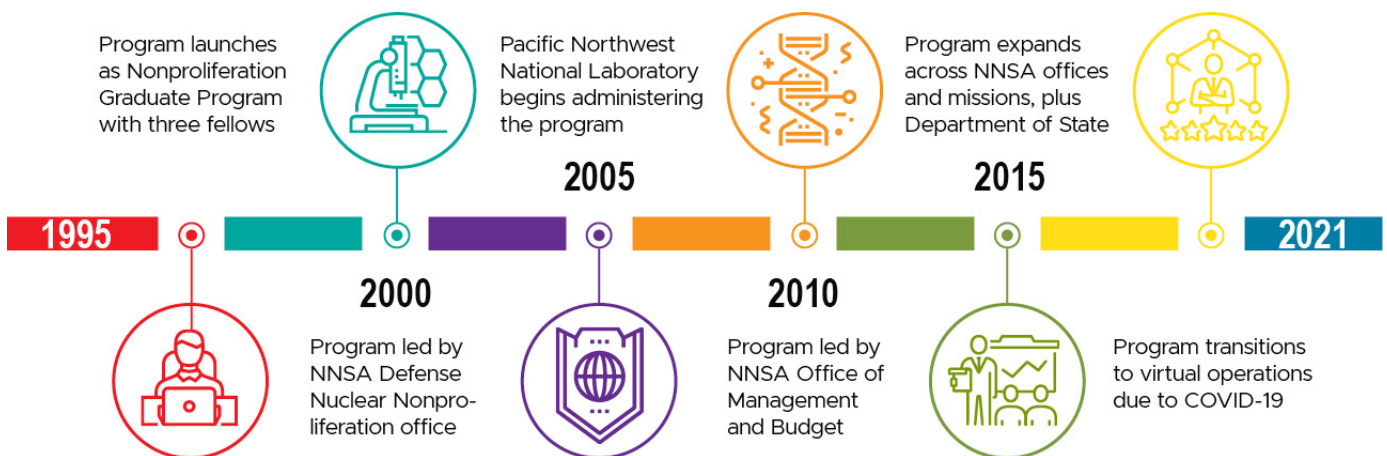 Program launches
as Nonproliferation
Graduate Program
with three fellows
1995
2000
Program led by
NNSA Defense
Nuclear Nonpro-
liferation office
Pacific Northwest
National Laboratory
begins administering
the program
2005
2010
Program led by
NNSA Office of
Management
and Budget
Program expands
across NNSA offices
and missions, plus
Department of State
2015
Program transitions
to virtual operations
due to COVID-19
2021